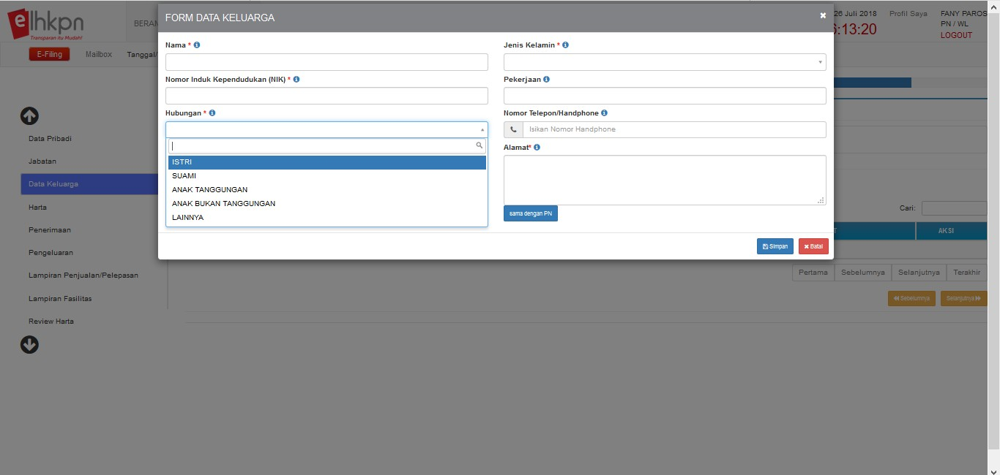 elhkpn
Transparan itu Mudah!
26 Juli 2018
Profil Saya
FANY PAROS
PN / WL
LOGOUT
:13:20
E-Filing
Mailbox
Data Pribadi
Jabatan
Data Keluarga
Harta
Penerimaan
Pengeluaran
Lampiran Penjualan/Pelepasan
Lampiran Fasilitas
Review Harta
FORM DATA KELUARGA
Nama *
Nomor Induk Kependudukan (NIK) *
Hubungan *
ISTRI
SUAMI
ANAK TANGGUNGAN
ANAK BUKAN TANGGUNGAN
LAINNYA
Jenis Kelamin *
Pekerjaan
Nomor Telepon/Handphone
Isikan Nomor Handphone
Alamat*
sama dengan PN
Simpan
Batal
Cari:
AKSI
Pertama
Sebelumnya
Selanjutnya
Terakhir
Sebelumnya
Selanjutnya